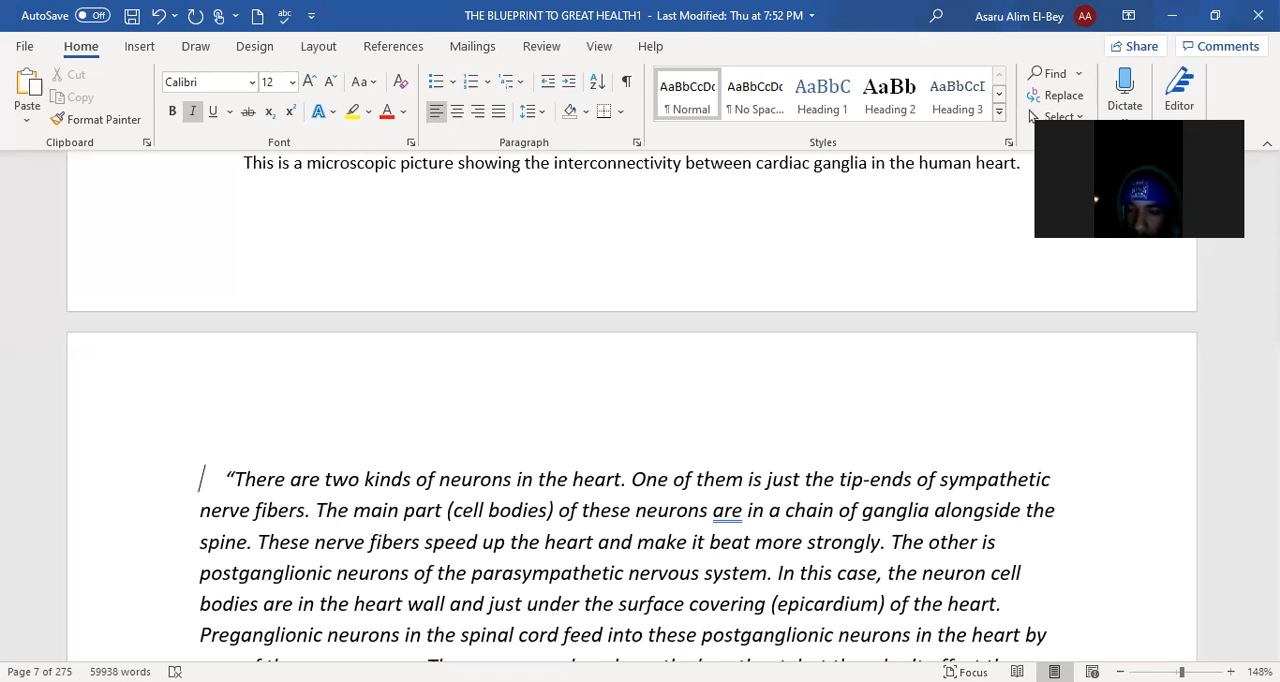 AutoSave Off THE BLUEPRINT TO GREAT HEALTH1 - Last Modified: Thu at 7:52 PM Asaru Alim El-Bey AA
File Home Insert Draw Design Layout References Mailings Review View Help Share Comments
Paste
Cut
Copy
Format Painter
Clipboard
Calibri 12
Font
Paragraph
AaBbCcDc AaBbCcDc AaBbC AaBb AaBbCcI
¶ Normal ¶ No Spac... Heading 1 Heading 2 Heading 3
Styles
Find
Replace
Select
Dictate
Editor
This is a microscopic picture showing the interconnectivity between cardiac ganglia in the human heart.
“There are two kinds of neurons in the heart. One of them is just the tip-ends of sympathetic
nerve fibers. The main part (cell bodies) of these neurons are in a chain of ganglia alongside the
spine. These nerve fibers speed up the heart and make it beat more strongly. The other is
postganglionic neurons of the parasympathetic nervous system. In this case, the neuron cell
bodies are in the heart wall and just under the surface covering (epicardium) of the heart.
Preganglionic neurons in the spinal cord feed into these postganglionic neurons in the heart by
Page 7 of 275 59938 words Focus 148%